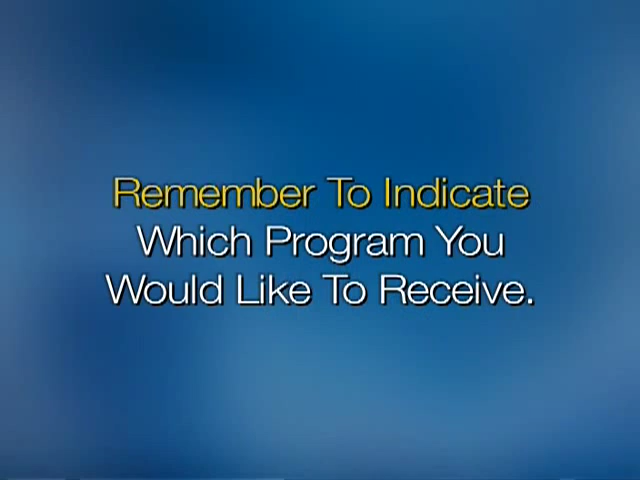 Remember To Indicate
Which Program You
Would Like To Receive.